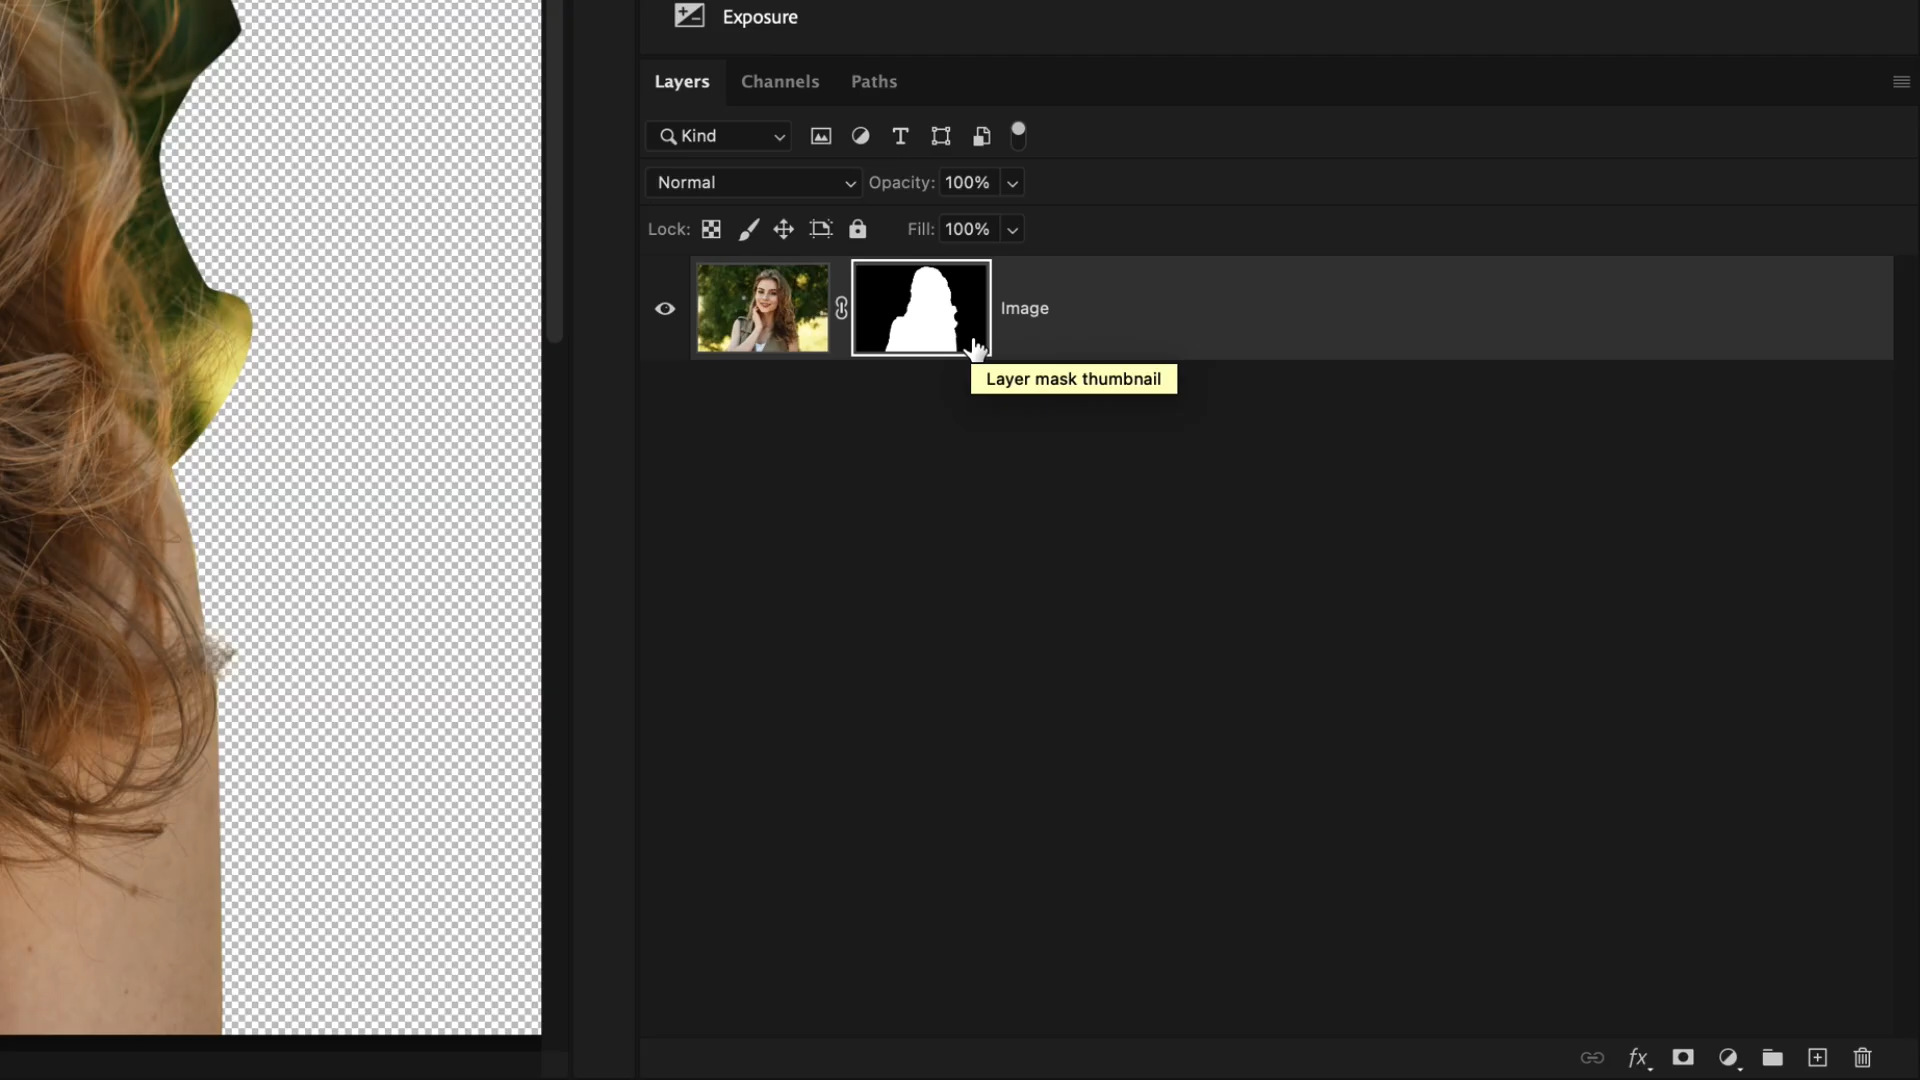 Exposure
Layers Channels Paths
Kind
Normal Opacity: 100%
Lock: Fill: 100%
Image
Layer mask thumbnail
fx